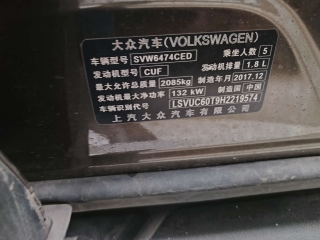 大众汽车(VOLKSWAGEN)
车辆型号 SVW6474CED 乘坐人数 5
发动机型号 CUF 发动机排量 1.8 L
最大允许总质量 2085kg 制造年月 2017.12
发动机最大净功率 132 kW 制造国 中国
车辆识别代号 LSVUC60T9H2219574
上汽大众汽车有限公司